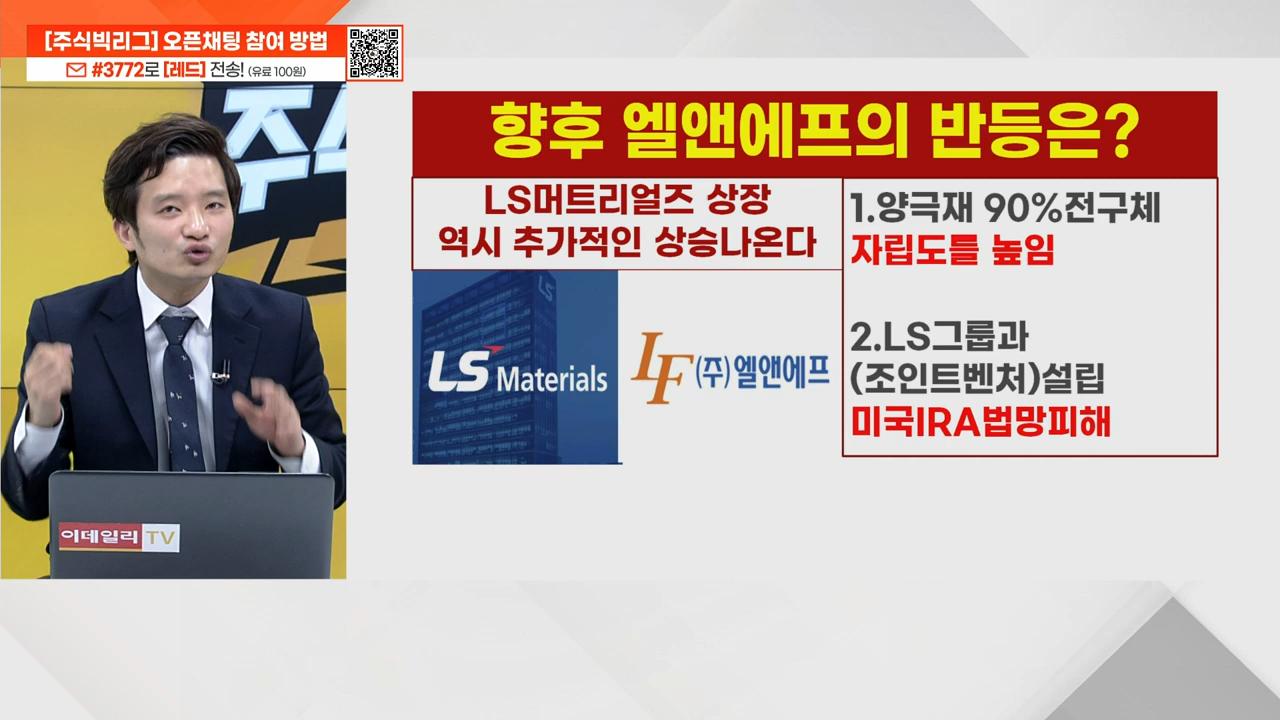 [주식빅리그] 오픈채팅 참여 방법
#3772로 [레드] 전송! (유료 100원)
향후 엘앤에프의 반등은?
LS머트리얼즈 상장
역시 추가적인 상승나온다
LS Materials
LF (주)엘앤에프
1.양극재 90%전구체
자립도를 높임
2.LS그룹과
(조인트벤처)설립
미국IRA법망피해
이데일리TV